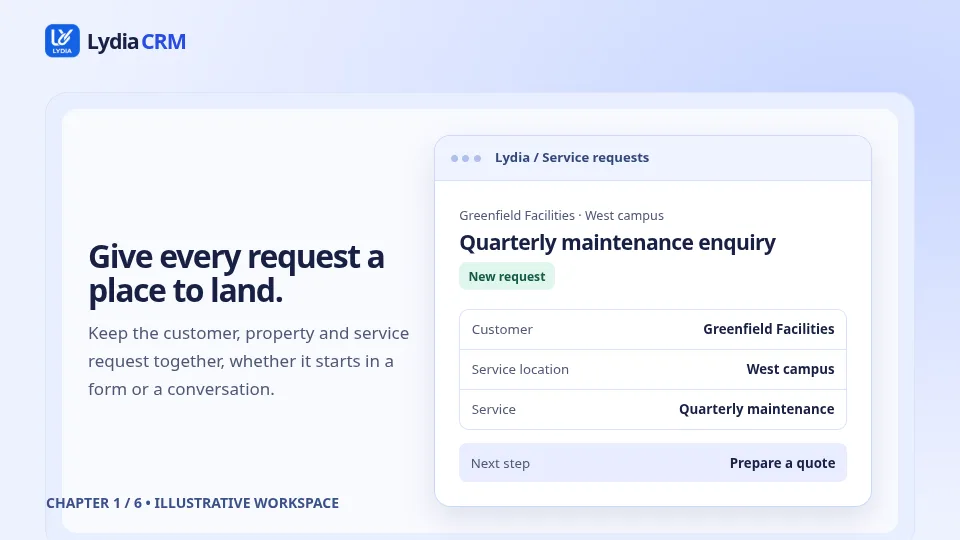 LYDIA
Lydia CRM
Give every request a
place to land.
Keep the customer, property and service
request together, whether it starts in a
form or a conversation.
CHAPTER 1 / 6 • ILLUSTRATIVE WORKSPACE
Lydia / Service requests
Greenfield Facilities · West campus
Quarterly maintenance enquiry
New request
Customer Greenfield Facilities
Service location West campus
Service Quarterly maintenance
Next step Prepare a quote